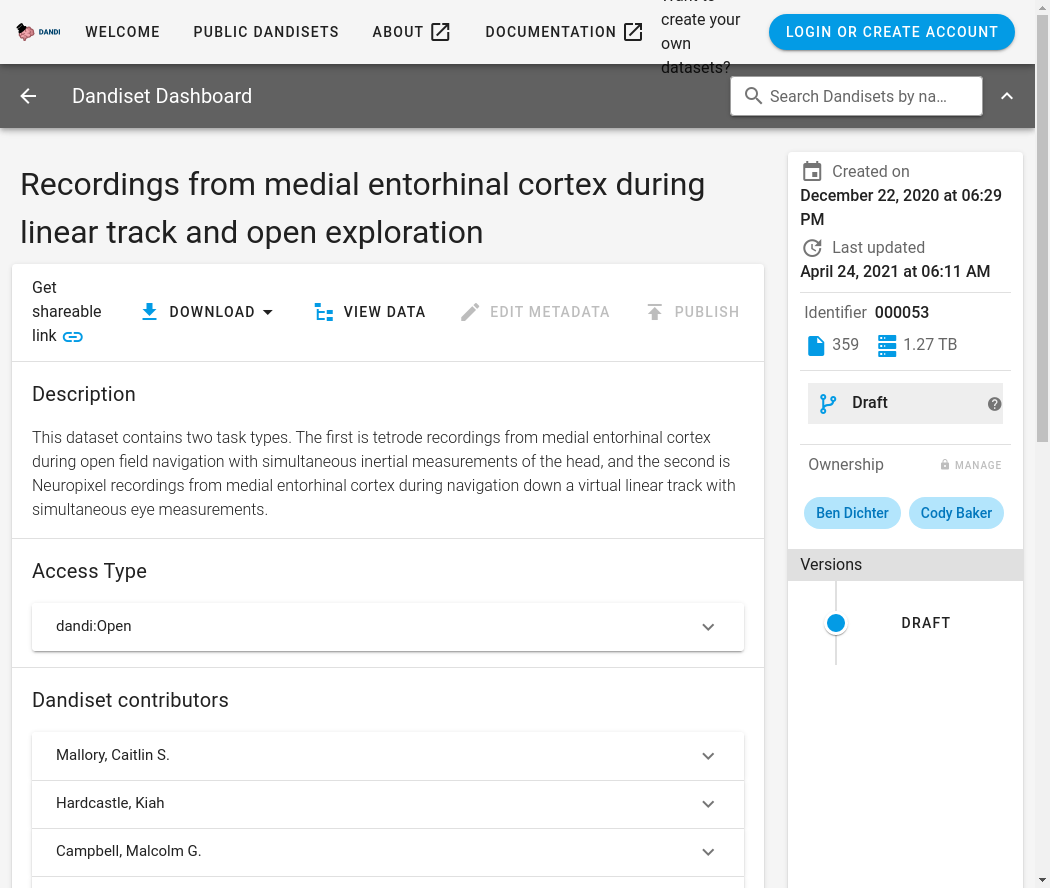 DANDI
WELCOME
PUBLIC DANDISETS
ABOUT
DOCUMENTATION
create your
own
datasets?
LOGIN OR CREATE ACCOUNT
Dandiset Dashboard
Search Dandisets by na...
Recordings from medial entorhinal cortex during
linear track and open exploration
Get
shareable
link
DOWNLOAD
VIEW DATA
EDIT METADATA
PUBLISH
Description
This dataset contains two task types. The first is tetrode recordings from medial entorhinal cortex
during open field navigation with simultaneous inertial measurements of the head, and the second is
Neuropixel recordings from medial entorhinal cortex during navigation down a virtual linear track with
simultaneous eye measurements.
Access Type
dandi:Open
Dandiset contributors
Mallory, Caitlin S.
Hardcastle, Kiah
Campbell, Malcolm G.
Created on
December 22, 2020 at 06:29
PM
Last updated
April 24, 2021 at 06:11 AM
Identifier 000053
359
1.27 TB
Draft
Ownership
MANAGE
Ben Dichter
Cody Baker
Versions
DRAFT